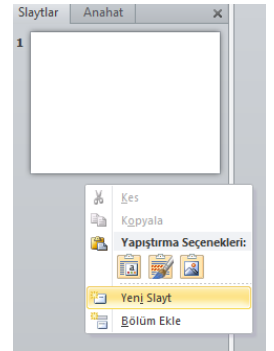 Slaytlar Anahat
1
Kes
Kopyala
Yapıştırma Seçenekleri:
Yeni Slayt
Bölüm Ekle